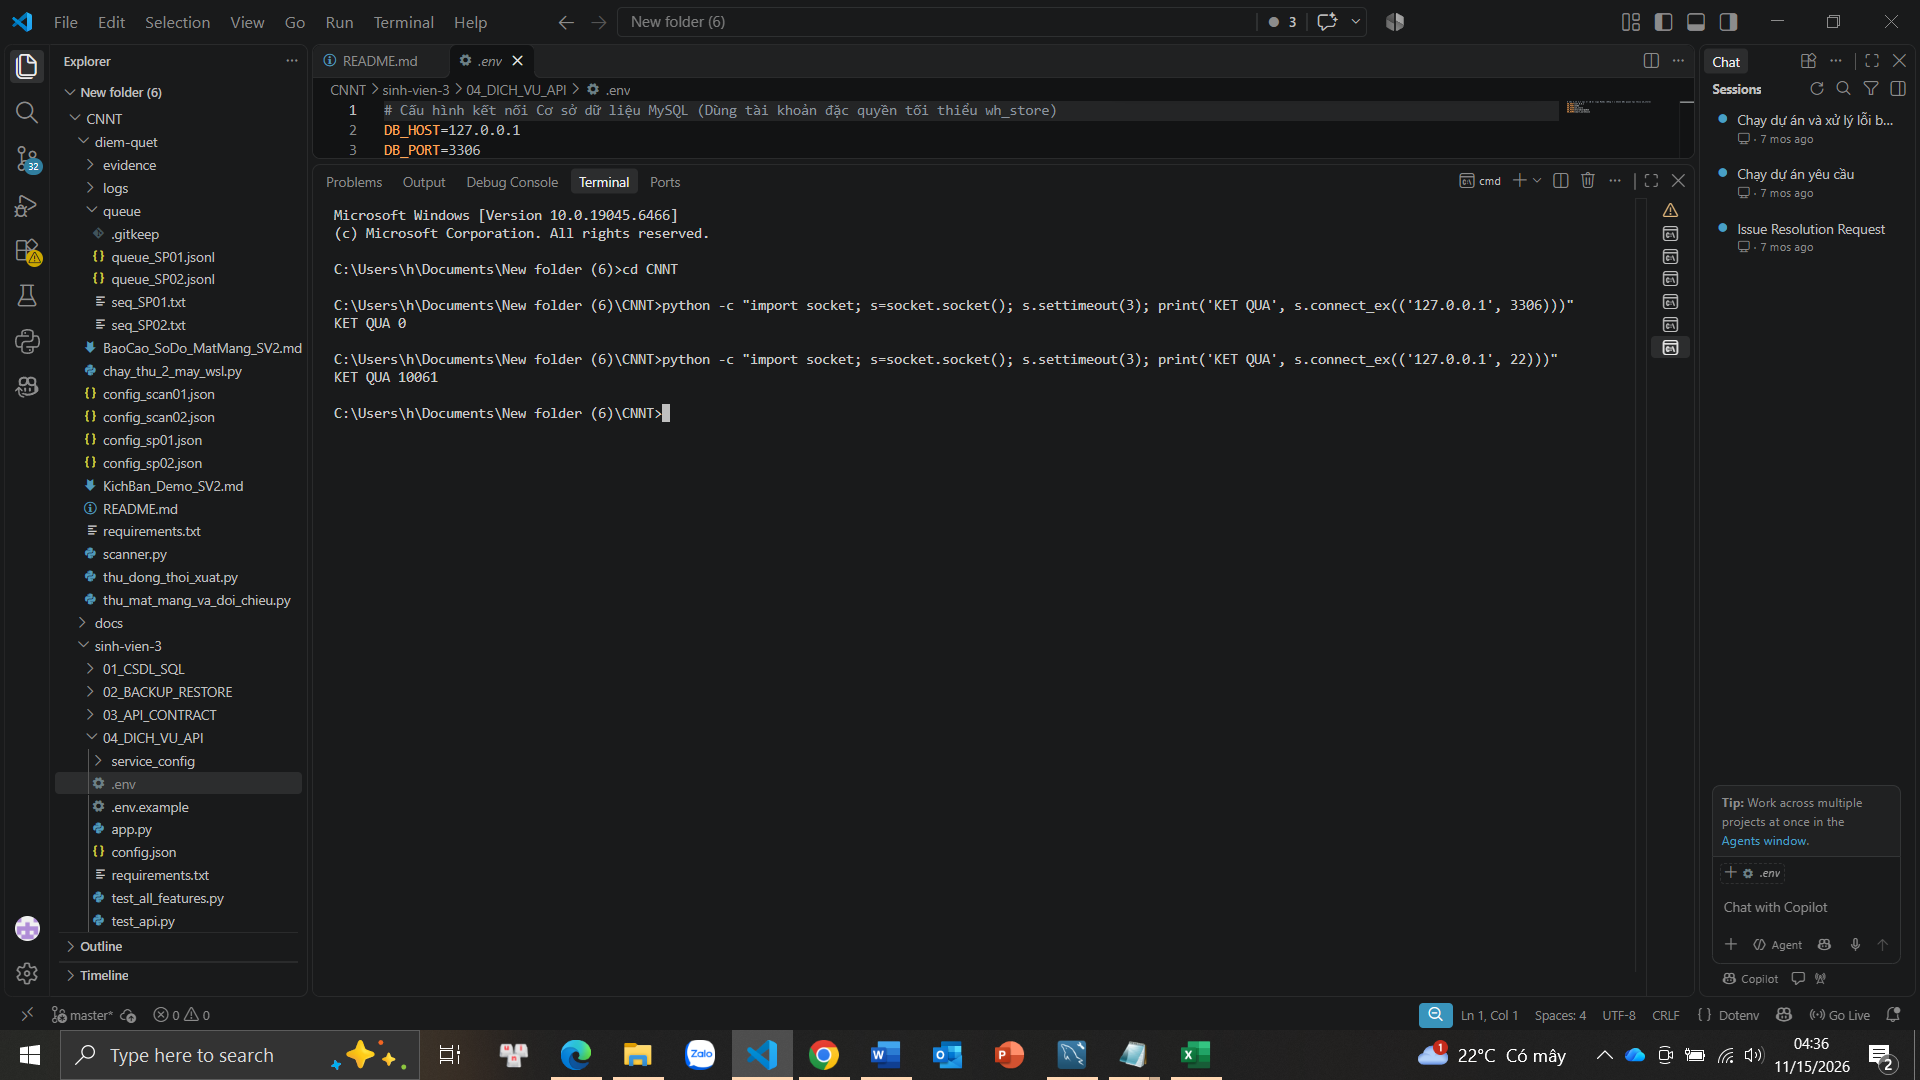 File Edit Selection View Go Run Terminal Help
New folder (6)
3
Explorer
New folder (6)
CNNT
diem-quet
evidence
logs
queue
.gitkeep
queue_SP01.jsonl
queue_SP02.jsonl
seq_SP01.txt
seq_SP02.txt
BaoCao_SoDo_MatMang_SV2.md
chay_thu_2_may_wsl.py
config_scan01.json
config_scan02.json
config_sp01.json
config_sp02.json
KichBan_Demo_SV2.md
README.md
requirements.txt
scanner.py
thu_dong_thoi_xuat.py
thu_mat_mang_va_doi_chieu.py
docs
sinh-vien-3
01_CSDL_SQL
02_BACKUP_RESTORE
03_API_CONTRACT
04_DICH_VU_API
service_config
.env
.env.example
app.py
config.json
requirements.txt
test_all_features.py
test_api.py
Outline
Timeline
32
README.md
.env
CNNT > sinh-vien-3 > 04_DICH_VU_API > .env
1 # Cấu hình kết nối Cơ sở dữ liệu MySQL (Dùng tài khoản đặc quyền tối thiểu wh_store)
2 DB_HOST=127.0.0.1
3 DB_PORT=3306
Problems Output Debug Console Terminal Ports
cmd
Microsoft Windows [Version 10.0.19045.6466]
(c) Microsoft Corporation. All rights reserved.
C:\Users\h\Documents\New folder (6)>cd CNNT
C:\Users\h\Documents\New folder (6)\CNNT>python -c "import socket; s=socket.socket(); s.settimeout(3); print('KET QUA', s.connect_ex(('127.0.0.1', 3306)))"
KET QUA 0
C:\Users\h\Documents\New folder (6)\CNNT>python -c "import socket; s=socket.socket(); s.settimeout(3); print('KET QUA', s.connect_ex(('127.0.0.1', 22)))"
KET QUA 10061
C:\Users\h\Documents\New folder (6)\CNNT>
Chat
Sessions
Chạy dự án và xử lý lỗi b...
7 mos ago
Chạy dự án yêu cầu
7 mos ago
Issue Resolution Request
7 mos ago
Tip: Work across multiple
projects at once in the
Agents window.
.env
Chat with Copilot
Agent
Copilot
master*
0 0
Ln 1, Col 1 Spaces: 4 UTF-8 CRLF { } Dotenv Go Live
Type here to search
Zalo
1
22°C Có mây
04:36
11/15/2026
2